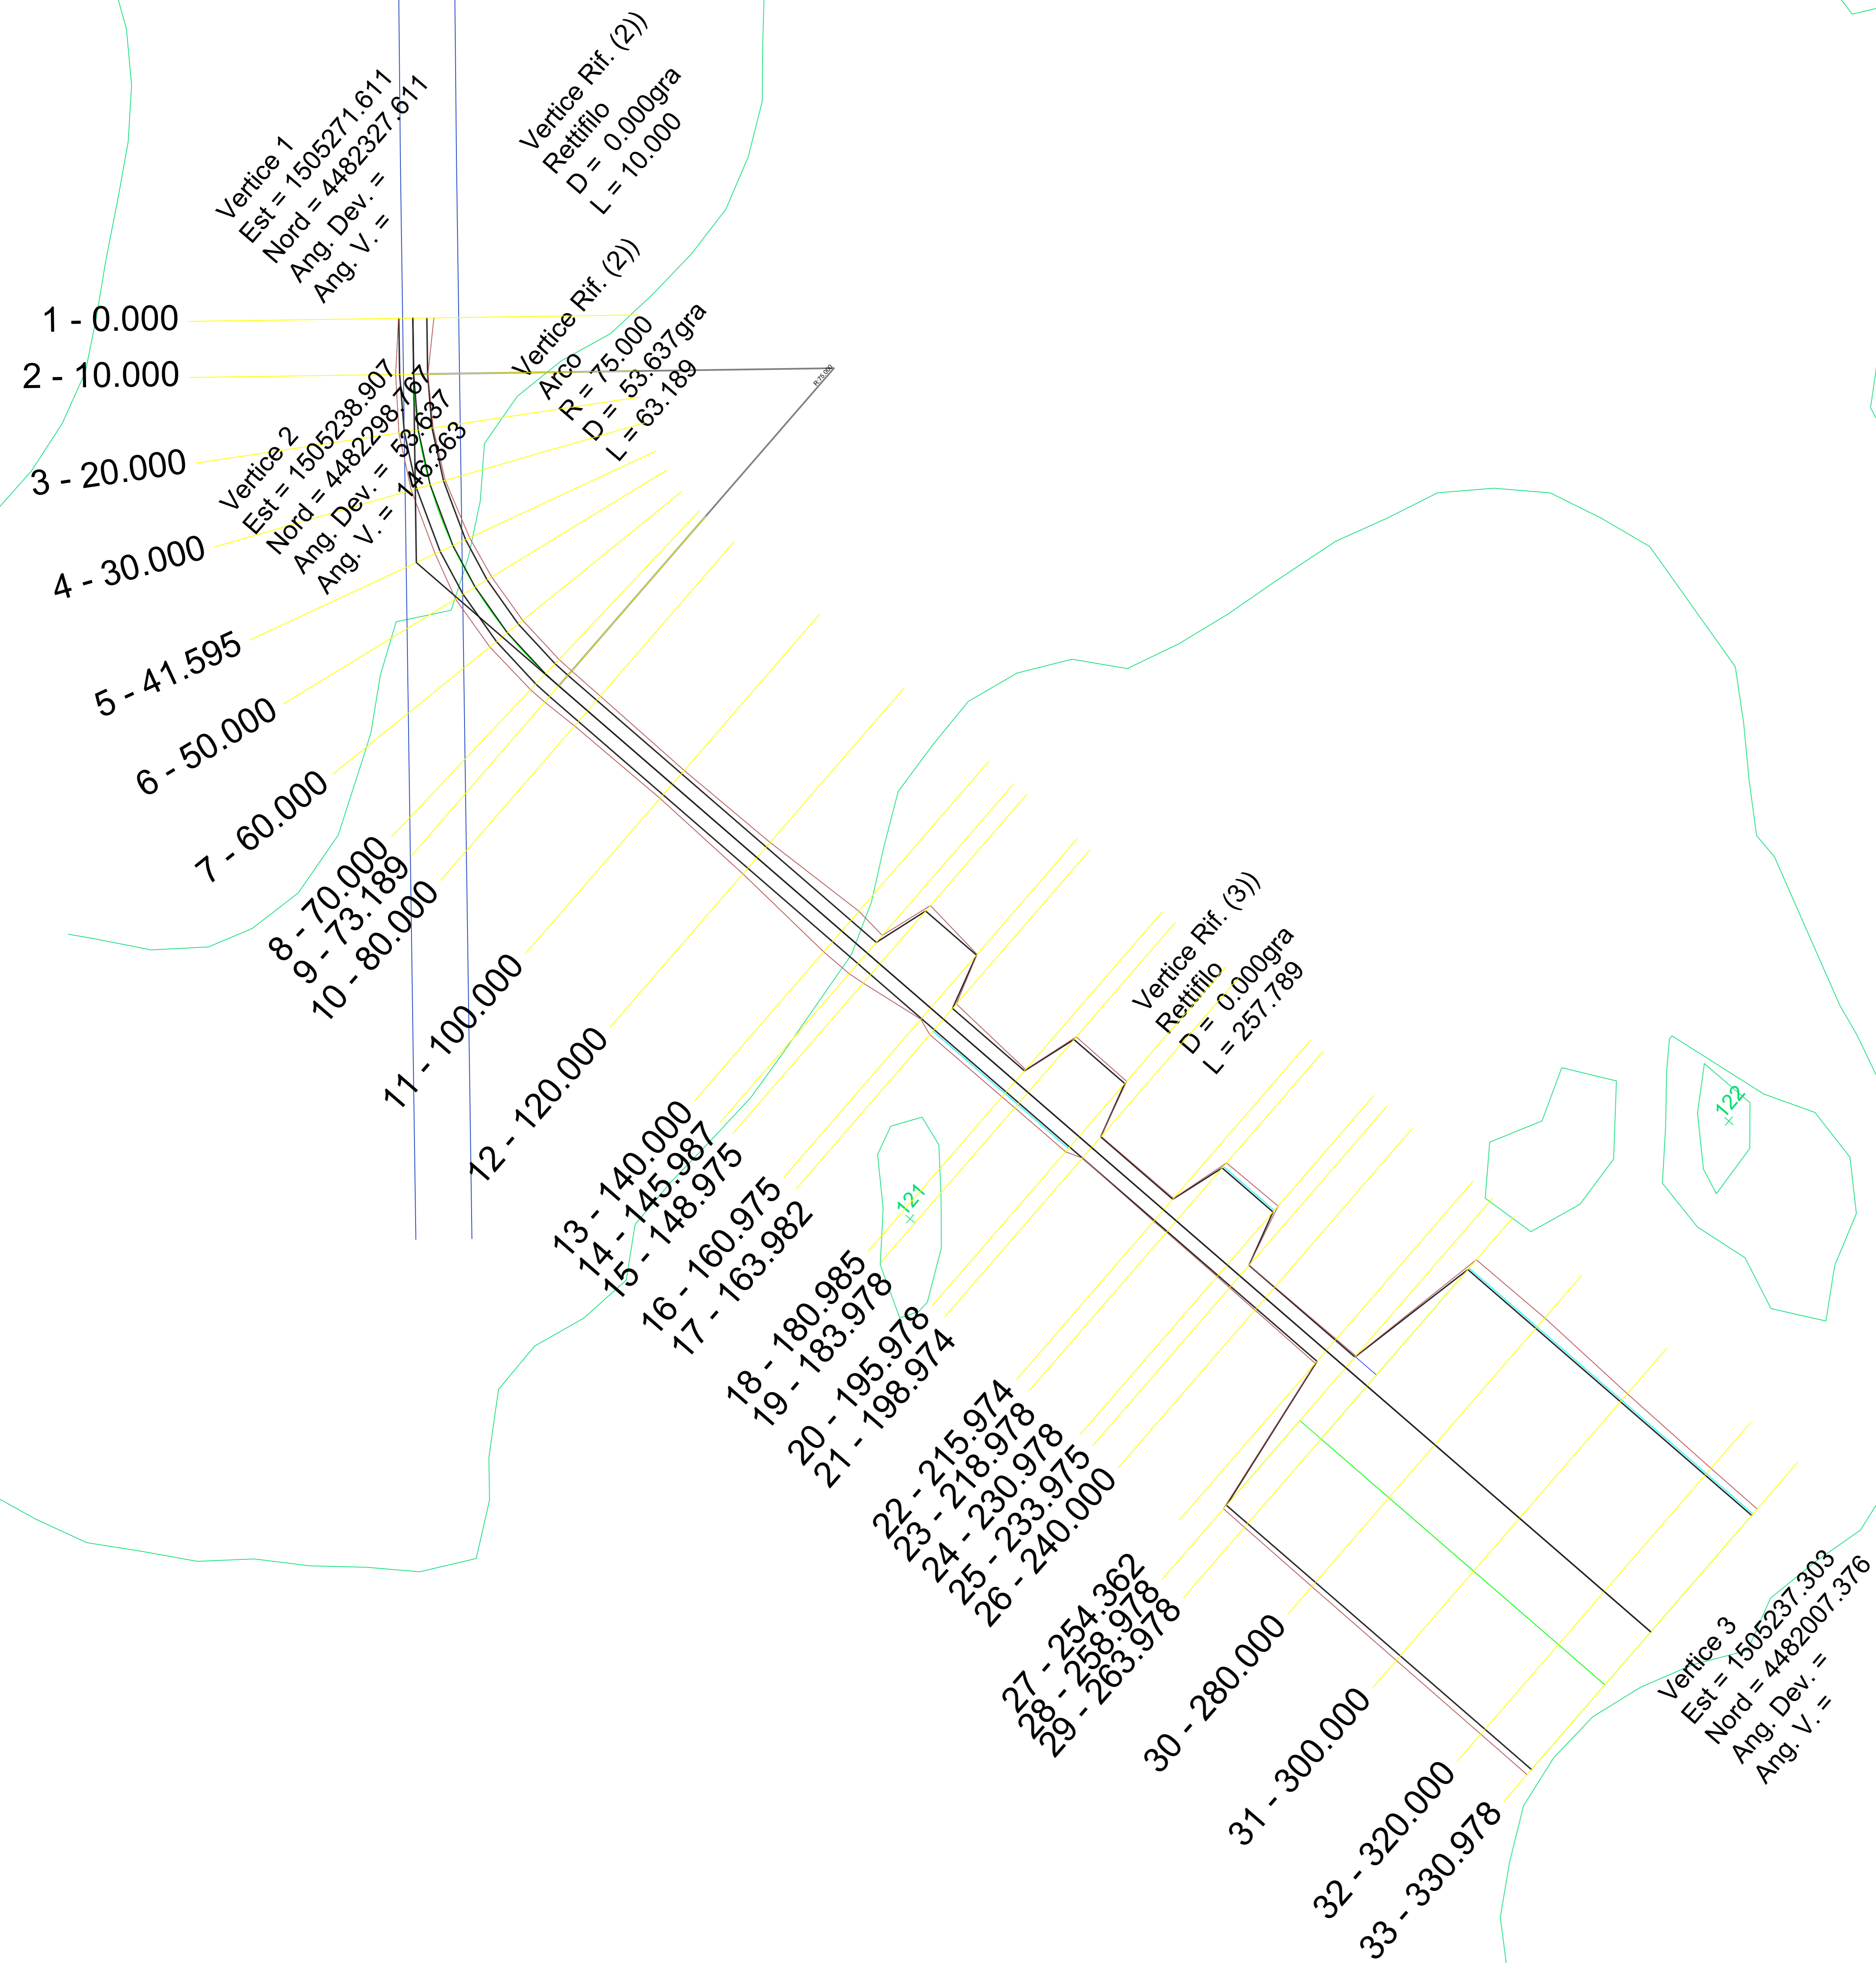 Vertice 1
Est = 1505271.611
Nord = 4482327.611
Ang. Dev. =
Ang. V. =
Vertice Rif. (2))
Rettifilo
D = 0.000gra
L = 10.000
Vertice Rif. (2))
Arco
R = 75.000
D = 53.637gra
L = 63.189
R:75.000
Vertice 2
Est = 1505238.907
Nord = 4482298.767
Ang. Dev. = 53.637
Ang. V. = 146.363
1 - 0.000
2 - 10.000
3 - 20.000
4 - 30.000
5 - 41.595
6 - 50.000
7 - 60.000
8 - 70.000
9 - 73.189
10 - 80.000
11 - 100.000
12 - 120.000
13 - 140.000
14 - 145.987
15 - 148.975
16 - 160.975
17 - 163.982
18 - 180.985
19 - 183.978
20 - 195.978
21 - 198.974
22 - 215.974
23 - 218.978
24 - 230.978
25 - 233.975
26 - 240.000
27 - 254.362
28 - 258.978
29 - 263.978
30 - 280.000
31 - 300.000
32 - 320.000
33 - 330.978
Vertice Rif. (3))
Rettifilo
D = 0.000gra
L = 257.789
121
122
Vertice 3
Est = 1505237.303
Nord = 4482007.376
Ang. Dev. =
Ang. V. =